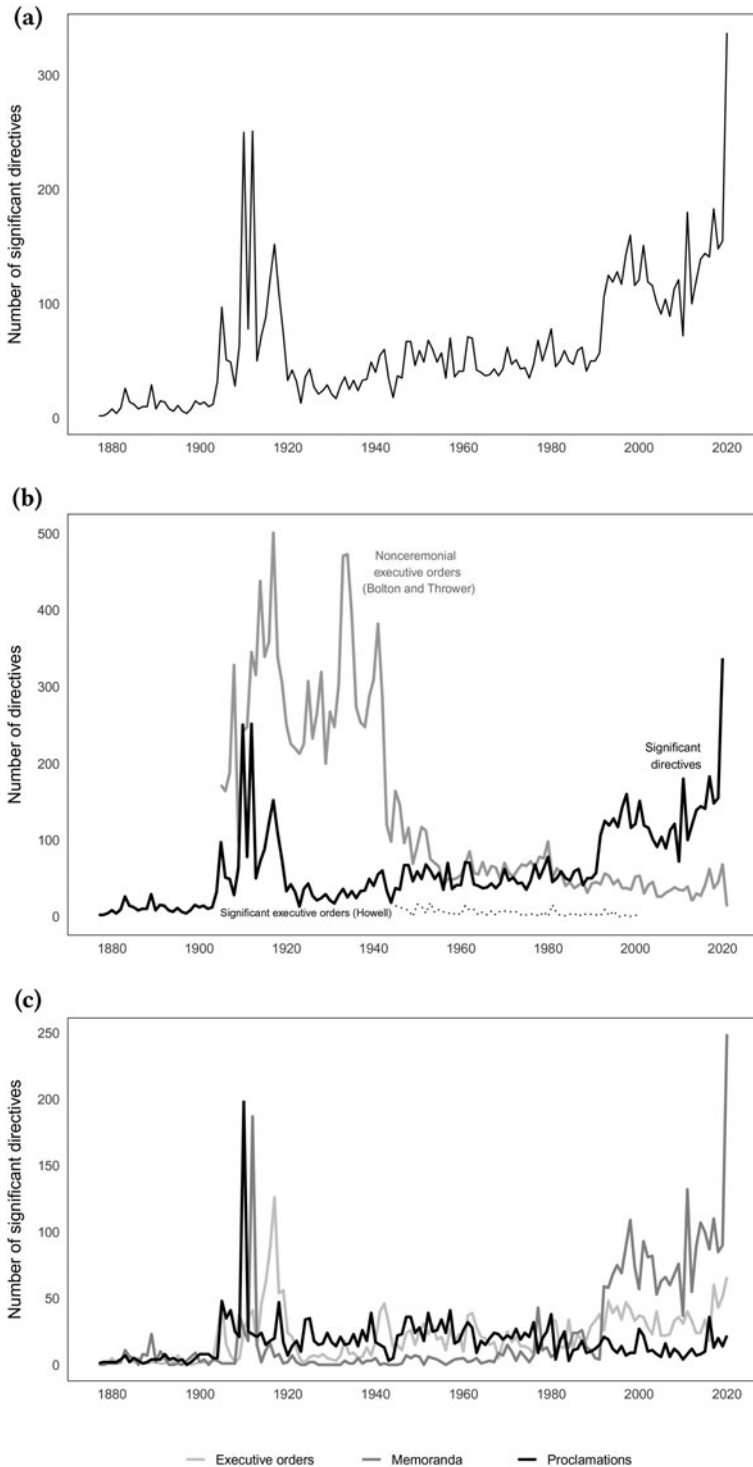 (a)
Number of significant directives
300
200
100
0
1880 1900 1920 1940 1960 1980 2000 2020
(b)
Number of directives
500
400
300
200
100
0
Nonceremonial
executive orders
(Bolton and Thrower)
Significant
directives
Significant executive orders (Howell)
1880 1900 1920 1940 1960 1980 2000 2020
(c)
Number of significant directives
250
200
150
100
50
0
1880 1900 1920 1940 1960 1980 2000 2020
Executive orders Memoranda Proclamations